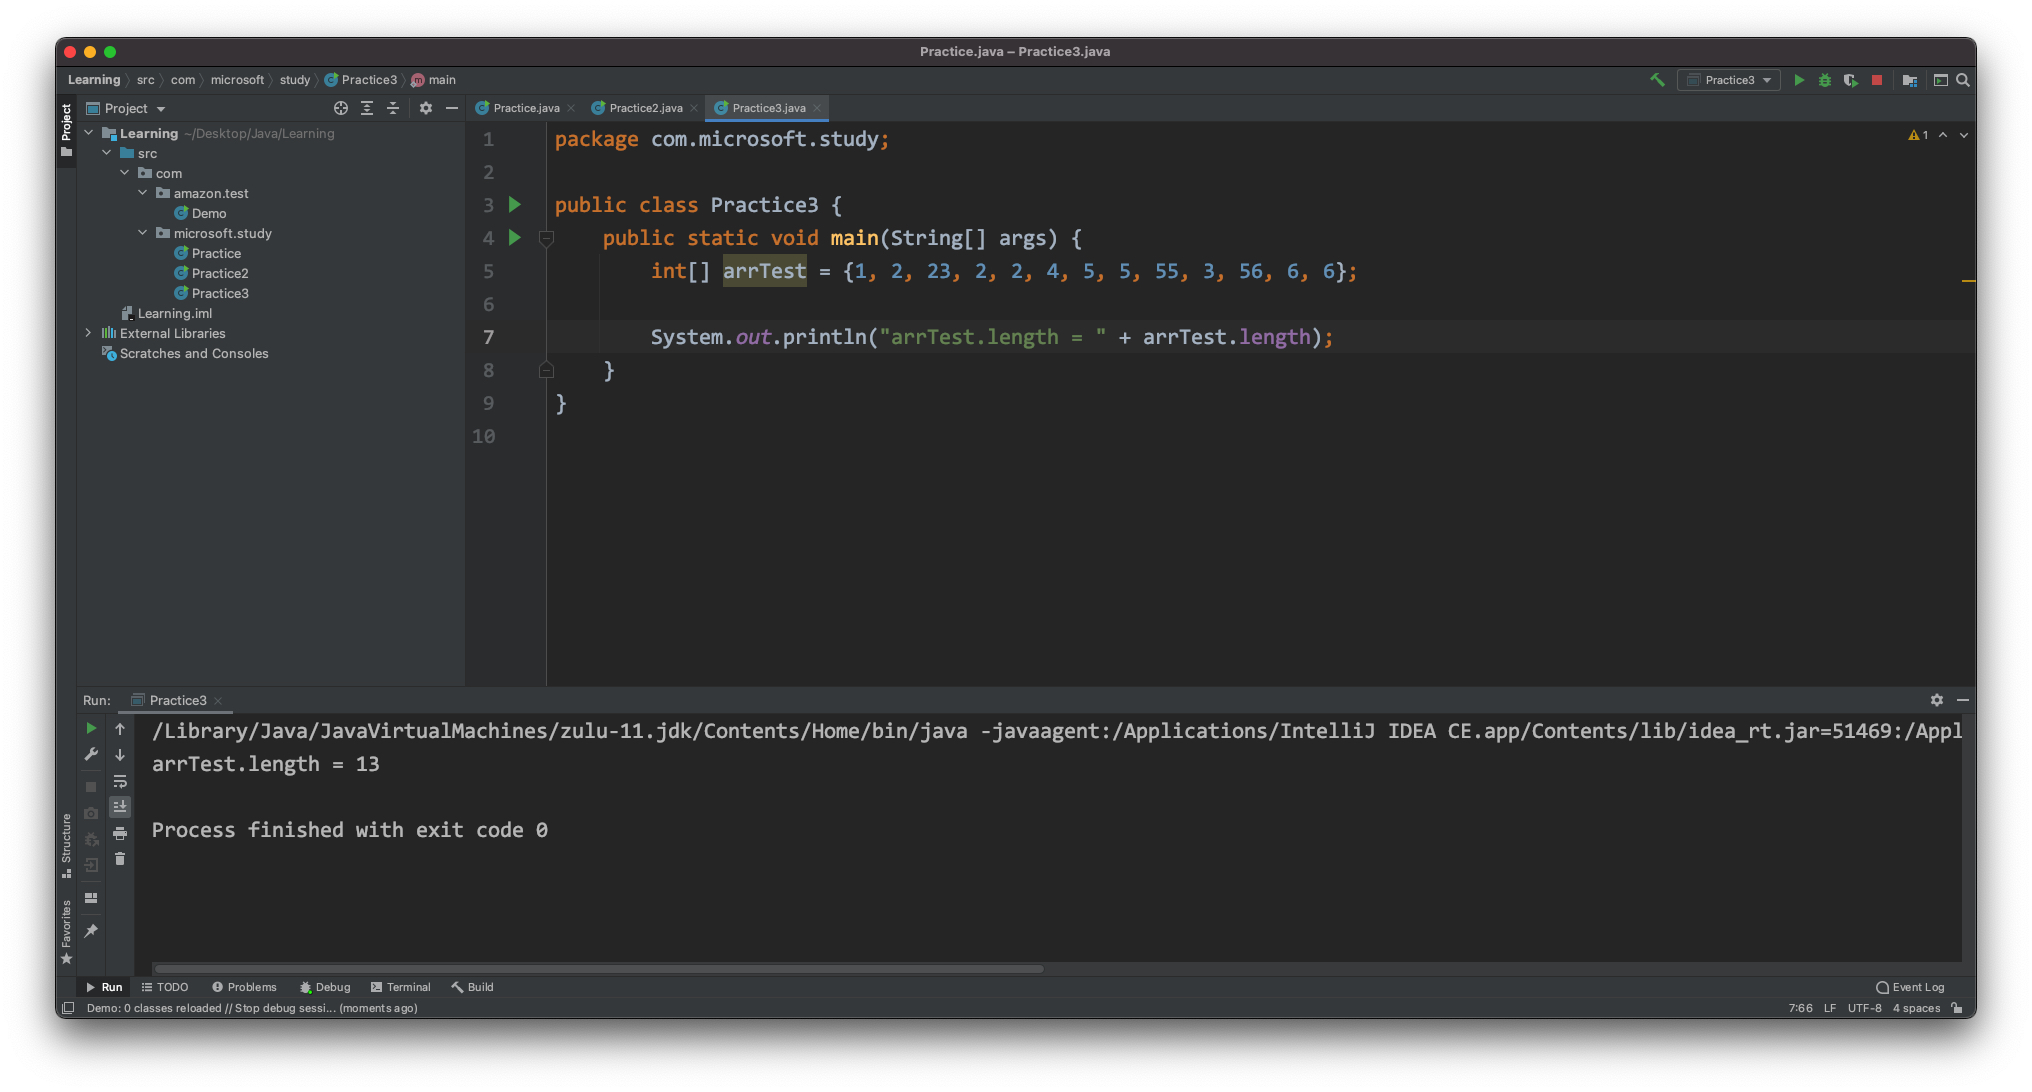 Practice.java – Practice3.java
Learning src com microsoft study Practice3 main
Practice3
Project
Project
Practice.java Practice2.java Practice3.java
Learning ~/Desktop/Java/Learning
src
com
amazon.test
Demo
microsoft.study
Practice
Practice2
Practice3
Learning.iml
External Libraries
Scratches and Consoles
1 package com.microsoft.study;
1
2
3 public class Practice3 {
4 public static void main(String[] args) {
5 int[] arrTest = {1, 2, 23, 2, 2, 4, 5, 5, 55, 3, 56, 6, 6};
6
7 System.out.println("arrTest.length = " + arrTest.length);
8 }
9 }
10
Run: Practice3
/Library/Java/JavaVirtualMachines/zulu-11.jdk/Contents/Home/bin/java -javaagent:/Applications/IntelliJ IDEA CE.app/Contents/lib/idea_rt.jar=51469:/Appl
arrTest.length = 13
Process finished with exit code 0
Structure
Favorites
Run TODO Problems Debug Terminal Build Event Log
Demo: 0 classes reloaded // Stop debug sessi... (moments ago) 7:66 LF UTF-8 4 spaces